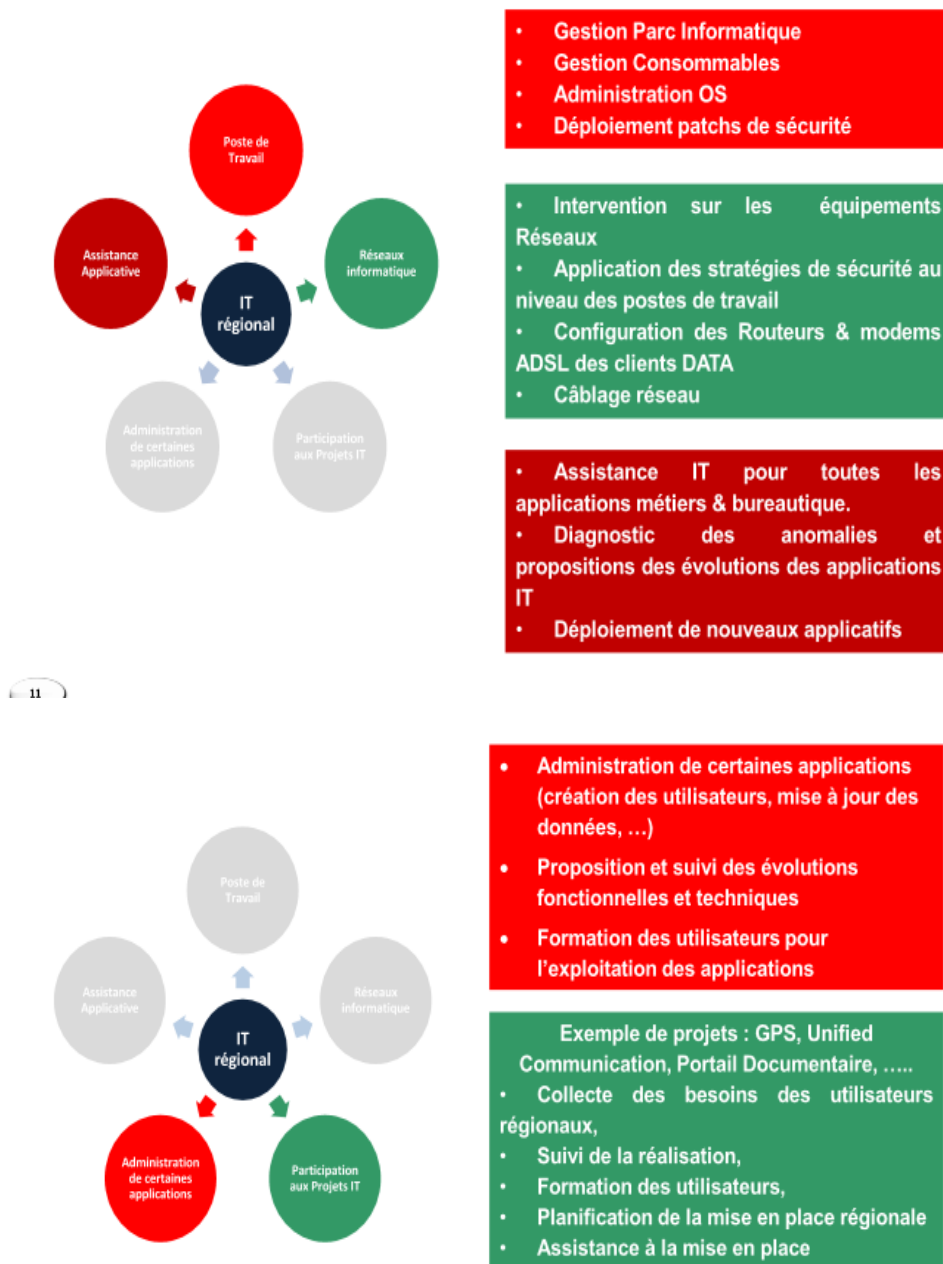 Poste de
Travail
Assistance
Applicative
Réseaux
informatique
IT
régional
Administration
de certaines
applications
Participation
aux Projets IT
• Gestion Parc Informatique
• Gestion Consommables
• Administration OS
• Déploiement patchs de sécurité
• Intervention sur les équipements
Réseaux
• Application des stratégies de sécurité au
niveau des postes de travail
• Configuration des Routeurs & modems
ADSL des clients DATA
• Câblage réseau
• Assistance IT pour toutes les
applications métiers & bureautique.
• Diagnostic des anomalies et
propositions des évolutions des applications
IT
• Déploiement de nouveaux applicatifs
11
Poste de
Travail
Assistance
Applicative
Réseaux
informatique
IT
régional
Administration
de certaines
applications
Participation
aux Projets IT
• Administration de certaines applications
(création des utilisateurs, mise à jour des
données, …)
• Proposition et suivi des évolutions
fonctionnelles et techniques
• Formation des utilisateurs pour
l’exploitation des applications
Exemple de projets : GPS, Unified
Communication, Portail Documentaire, …..
• Collecte des besoins des utilisateurs
régionaux,
• Suivi de la réalisation,
• Formation des utilisateurs,
• Planification de la mise en place régionale
• Assistance à la mise en place